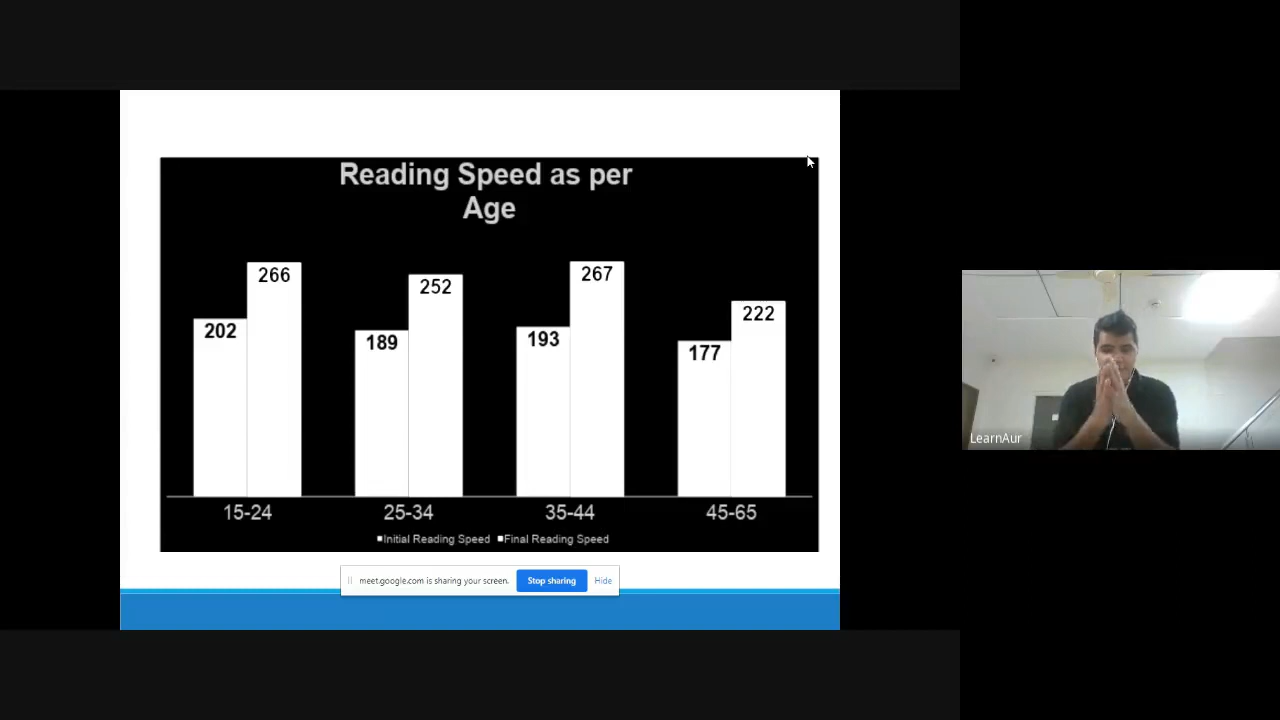 Reading Speed as per
Age
202
266
189
252
193
267
177
222
15-24
25-34
35-44
45-65
Initial Reading Speed Final Reading Speed
meet.google.com is sharing your screen.
Stop sharing
Hide
LearnAur